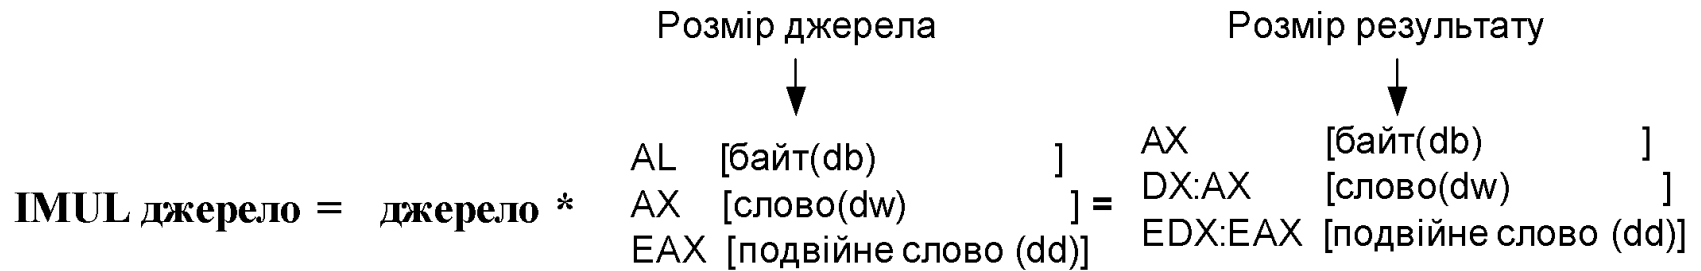 Розмір джерела Розмір результату
AL [байт(db) ] AX [байт(db) ]
IMUL джерело = джерело * AX [слово(dw) ] = DX:AX [слово(dw) ]
EAX [подвійне слово (dd)] EDX:EAX [подвійне слово (dd)]